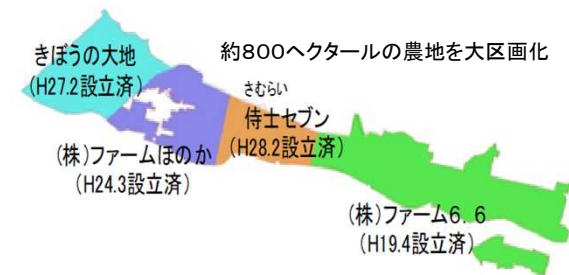 約800ヘクタールの農地を大区画化
きぼうの大地
(H27.2設立済)
さむらい
侍士セブン
(H28.2設立済)
(株)ファームほのか
(H24.3設立済)
(株)ファーム6.6
(H19.4設立済)